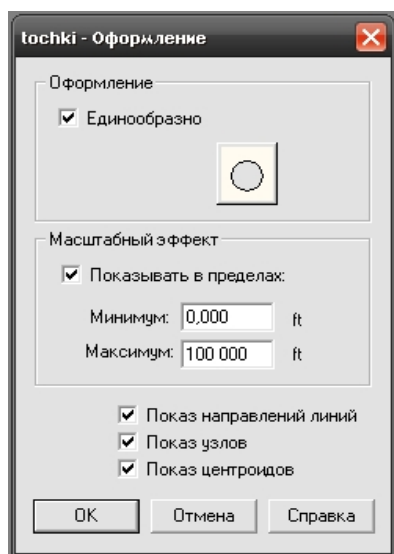 tochki - Оформление
Оформление
Единообразно
Масштабный эффект
Показывать в пределах:
Минимум: 0,000 ft
Максимум: 100 000 ft
Показ направлений линий
Показ узлов
Показ центроидов
OK Отмена Справка